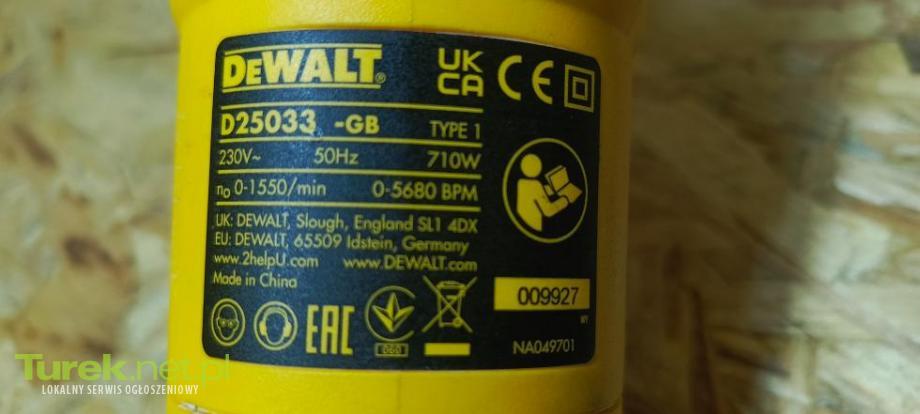 DEWALT®
UK CA CE
D25033 -GB TYPE 1
230V~ 50Hz 710W
n₀ 0-1550/min 0-5680 BPM
UK: DEWALT, Slough, England SL1 4DX
EU: DEWALT, 65509 Idstein, Germany
www.2helpU.com www.DEWALT.com
Made in China
EAC
009927
NA049701
Turek.net.pl
LOKALNY SERWIS OGŁOSZENIOWY